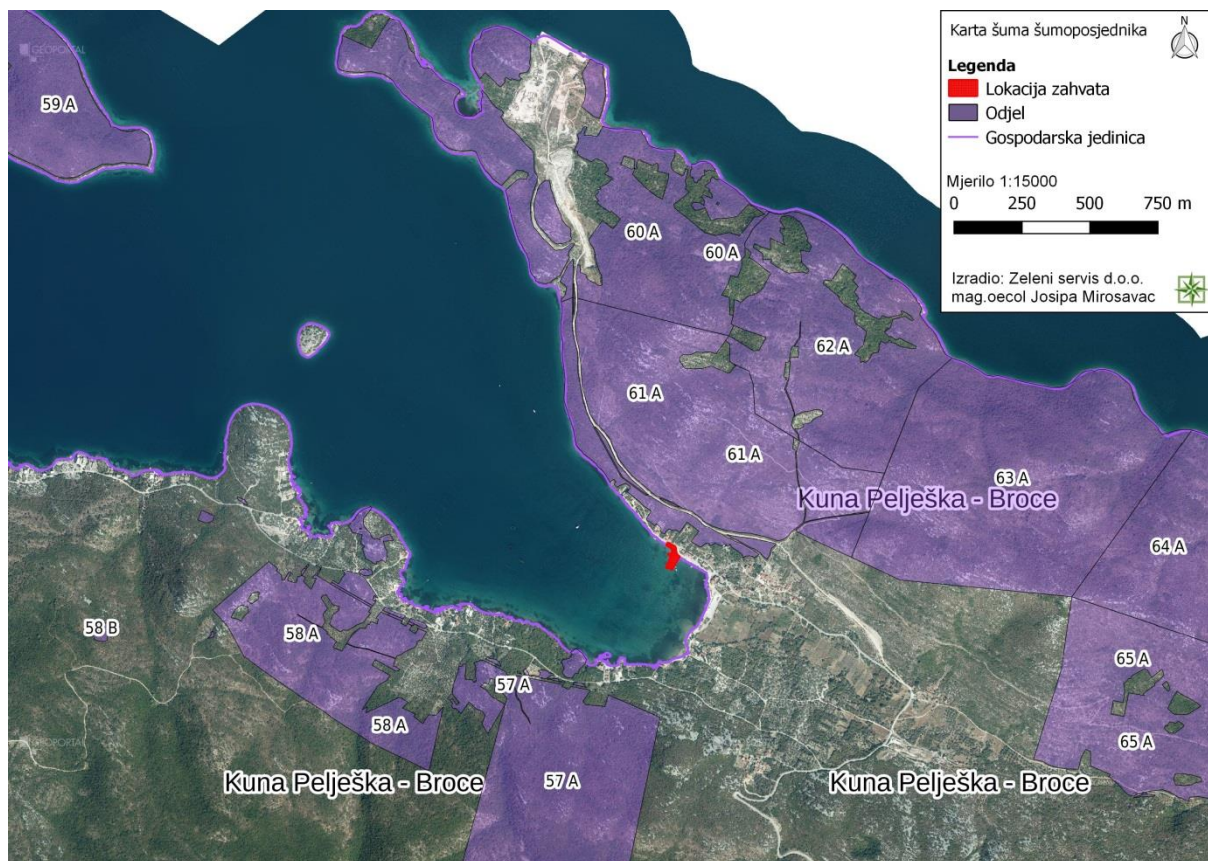 GEOPORTAL
Karta šuma šumoposjednika
N
Legenda
Lokacija zahvata
Odjel
Gospodarska jedinica
Mjerilo 1:15000
0 250 500 750 m
Izradio: Zeleni servis d.o.o.
mag.oecol Josipa Mirosavac
59 A
60 A
60 A
62 A
61 A
61 A
63 A
Kuna Pelješka - Broce
64 A
58 B
58 A
65 A
57 A
58 A
65 A
GEOPORTAL
Kuna Pelješka - Broce
57 A
Kuna Pelješka - Broce